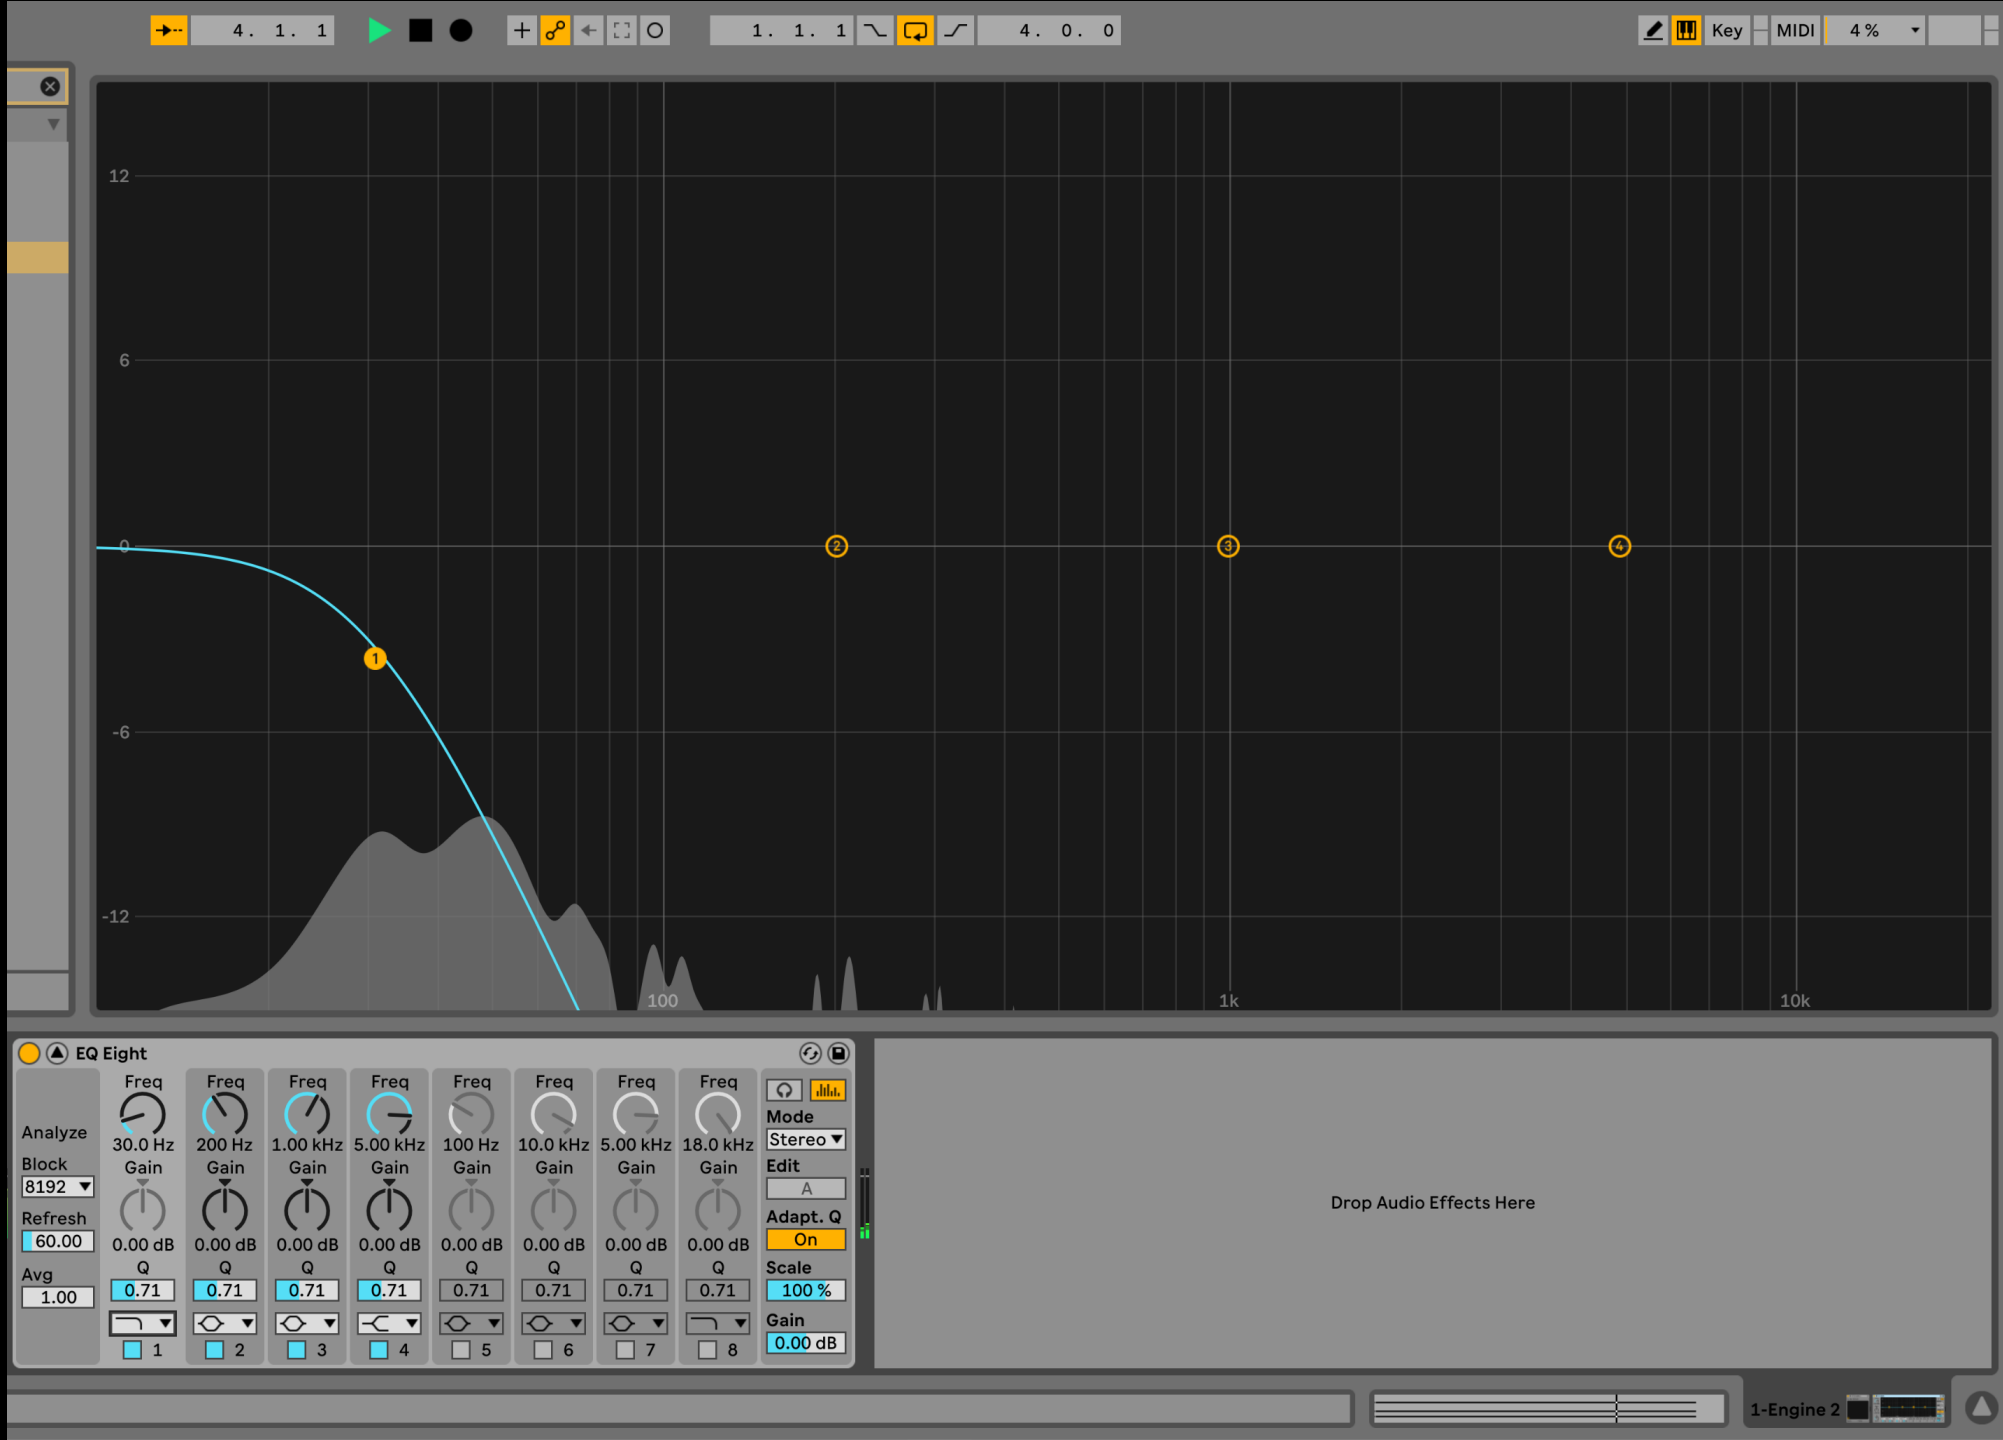 4. 1. 1 1. 1. 1 4. 0. 0 Key MIDI 4 %
12
6
0
-6
-12
1 2 3 4
100 1k 10k
EQ Eight
Freq Freq Freq Freq Freq Freq Freq Freq
30.0 Hz 200 Hz 1.00 kHz 5.00 kHz 100 Hz 10.0 kHz 5.00 kHz 18.0 kHz
Gain Gain Gain Gain Gain Gain Gain Gain
0.00 dB 0.00 dB 0.00 dB 0.00 dB 0.00 dB 0.00 dB 0.00 dB 0.00 dB
Q Q Q Q Q Q Q Q
0.71 0.71 0.71 0.71 0.71 0.71 0.71 0.71
1 2 3 4 5 6 7 8
Analyze
Block
8192
Refresh
60.00
Avg
1.00
Mode
Stereo
Edit
A
Adapt. Q
On
Scale
100 %
Gain
0.00 dB
Drop Audio Effects Here
1-Engine 2